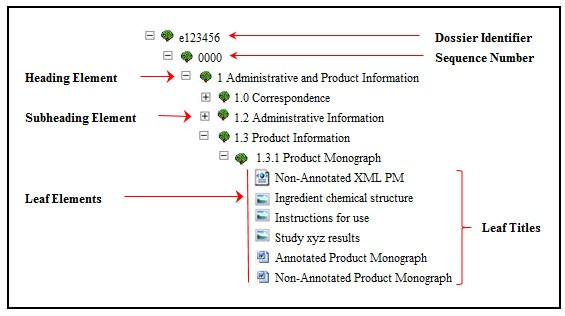 e123456
Dossier Identifier
0000
Sequence Number
Heading Element
1 Administrative and Product Information
1.0 Correspondence
Subheading Element
1.2 Administrative Information
1.3 Product Information
1.3.1 Product Monograph
Non-Annotated XML PM
Leaf Elements
Ingredient chemical structure
Instructions for use
Leaf Titles
Study xyz results
Annotated Product Monograph
Non-Annotated Product Monograph